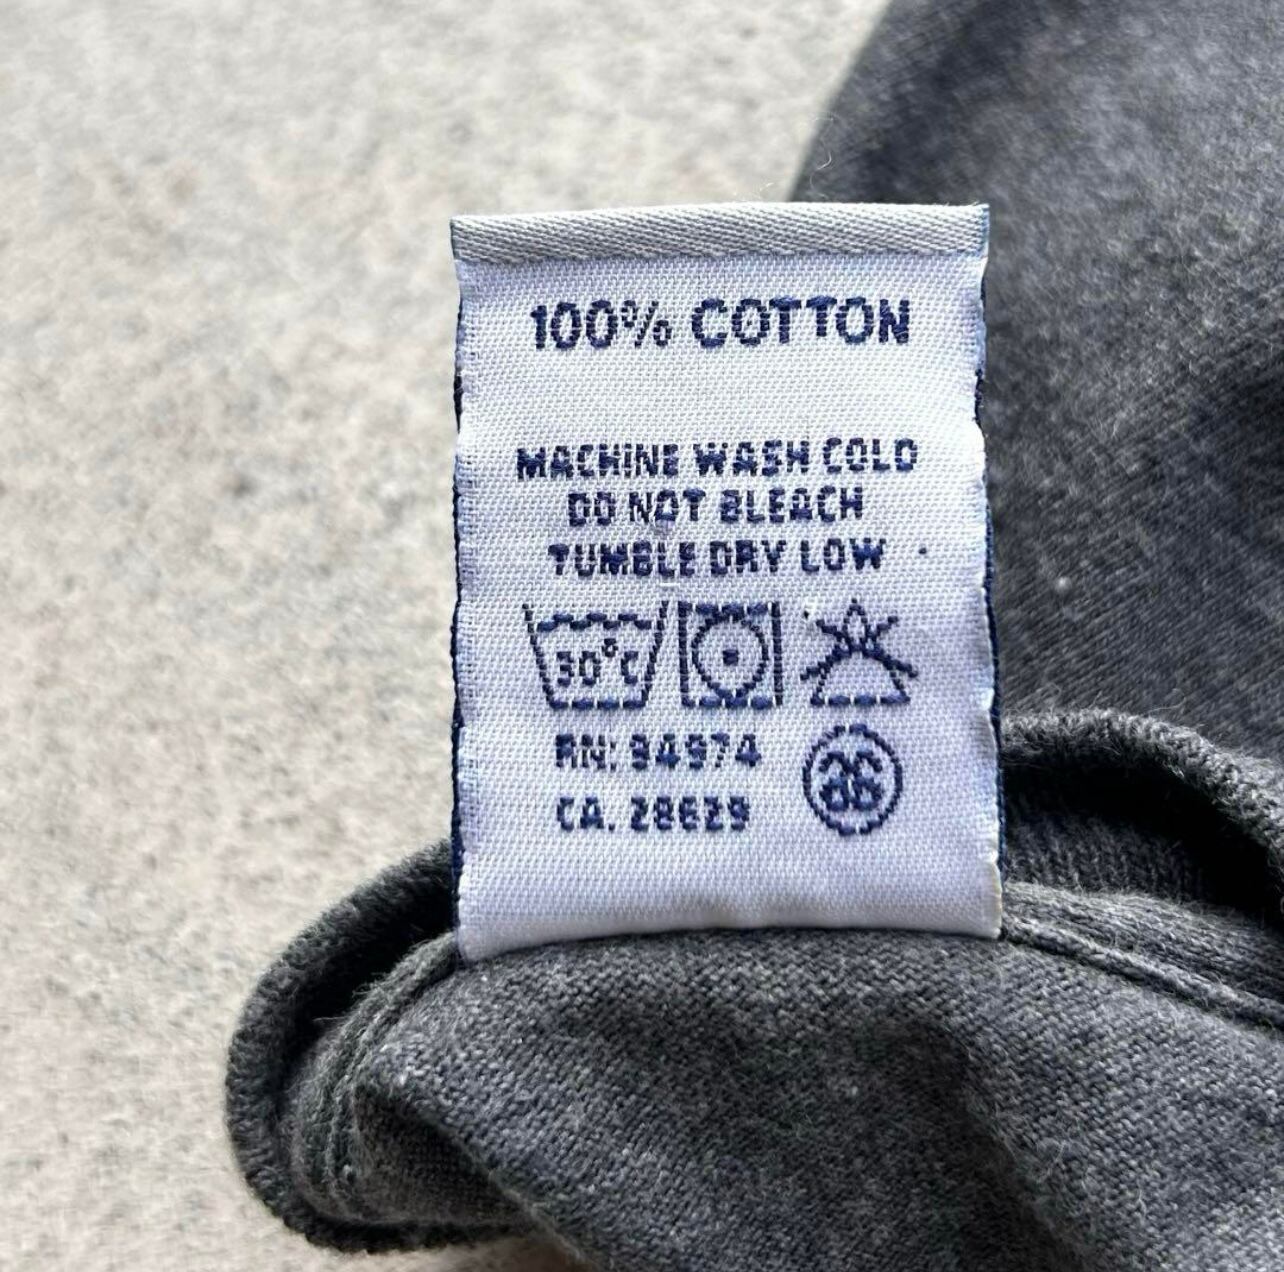 100% COTTON
MACHINE WASH COLD
DO NOT BLEACH
TUMBLE DRY LOW
30°C
RN: 94974
CA. 28629